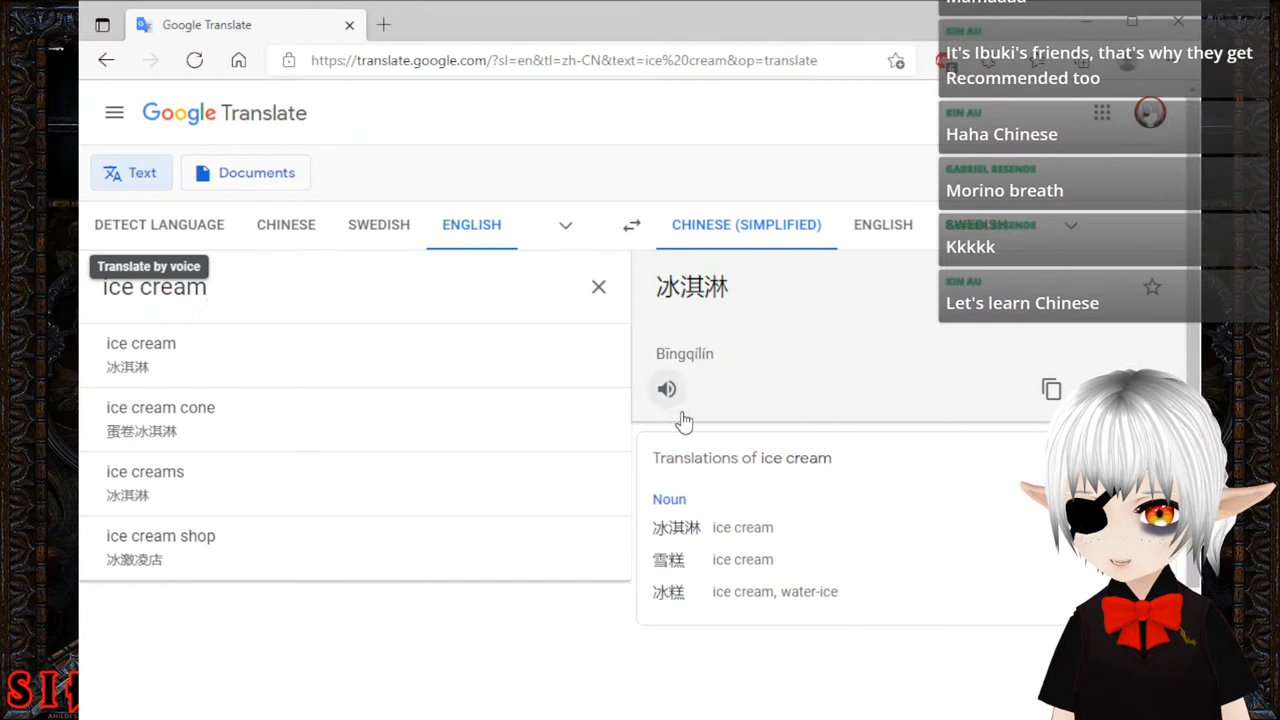 Google Translate
https://translate.google.com/?sl=en&tl=zh-CN&text=ice%20cream&op=translate
Google Translate
Text
Documents
DETECT LANGUAGE
CHINESE
SWEDISH
ENGLISH
CHINESE (SIMPLIFIED)
ENGLISH
SWEDISH
Translate by voice
ice cream
ice cream
冰淇淋
ice cream cone
蛋卷冰淇淋
ice creams
冰淇淋
ice cream shop
冰激凌店
冰淇淋
Bīngqílín
Translations of ice cream
Noun
冰淇淋 ice cream
雪糕 ice cream
冰糕 ice cream, water-ice
KIN AU
It's Ibuki's friends, that's why they get
Recommended too
KIN AU
Haha Chinese
GABRIEL RESENDE
Morino breath
GABRIEL RESENDE
Kkkkk
KIN AU
Let's learn Chinese